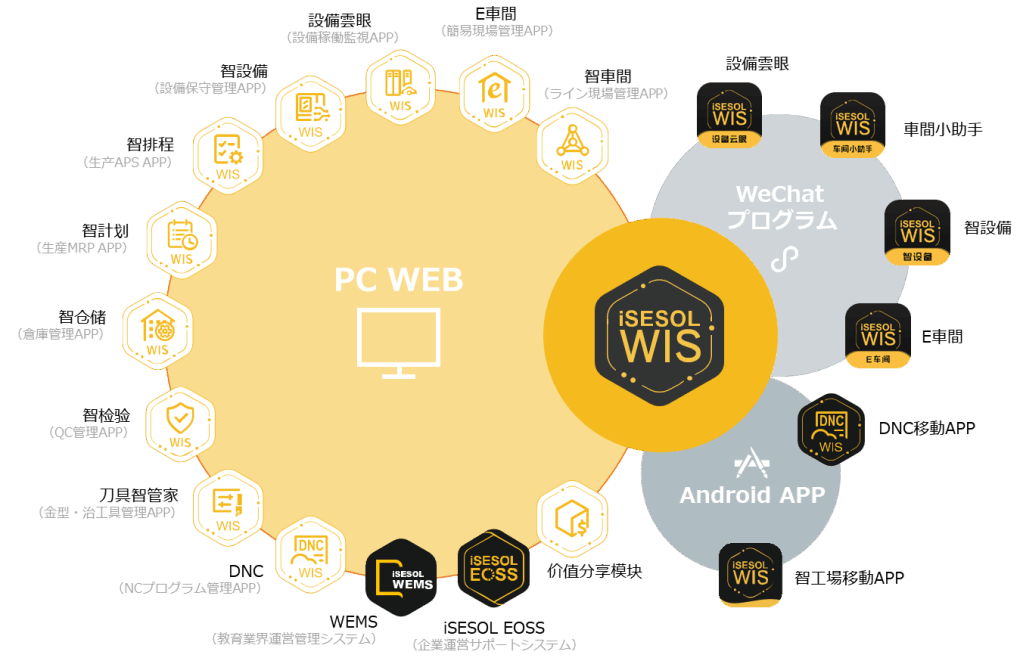 設備雲眼
（設備稼働監視APP）
WIS
E車間
（簡易現場管理APP）
e
WIS
智車間
（ライン現場管理APP）
WIS
智設備
（設備保守管理APP）
WIS
智排程
（生产APS APP）
WIS
智計划
（生産MRP APP）
WIS
智仓储
（倉庫管理APP）
WIS
智检验
（QC管理APP）
WIS
刀具智管家
（金型・治工具管理APP）
WIS
DNC
（NCプログラム管理APP）
DNC
WIS
WEMS
（教育業界運営管理システム）
iSESOL
WEMS
iSESOL EOSS
（企業運営サポートシステム）
iSESOL
EOSS
价值分享模块
$
PC WEB
iSESOL
WIS
WeChat
プログラム
設備雲眼
iSESOL
WIS
设备云眼
車間小助手
iSESOL
WIS
车间小助手
智設備
iSESOL
WIS
智设备
E車間
iSESOL
WIS
E车间
Android APP
DNC移動APP
DNC
WIS
智工場移動APP
iSESOL
WIS